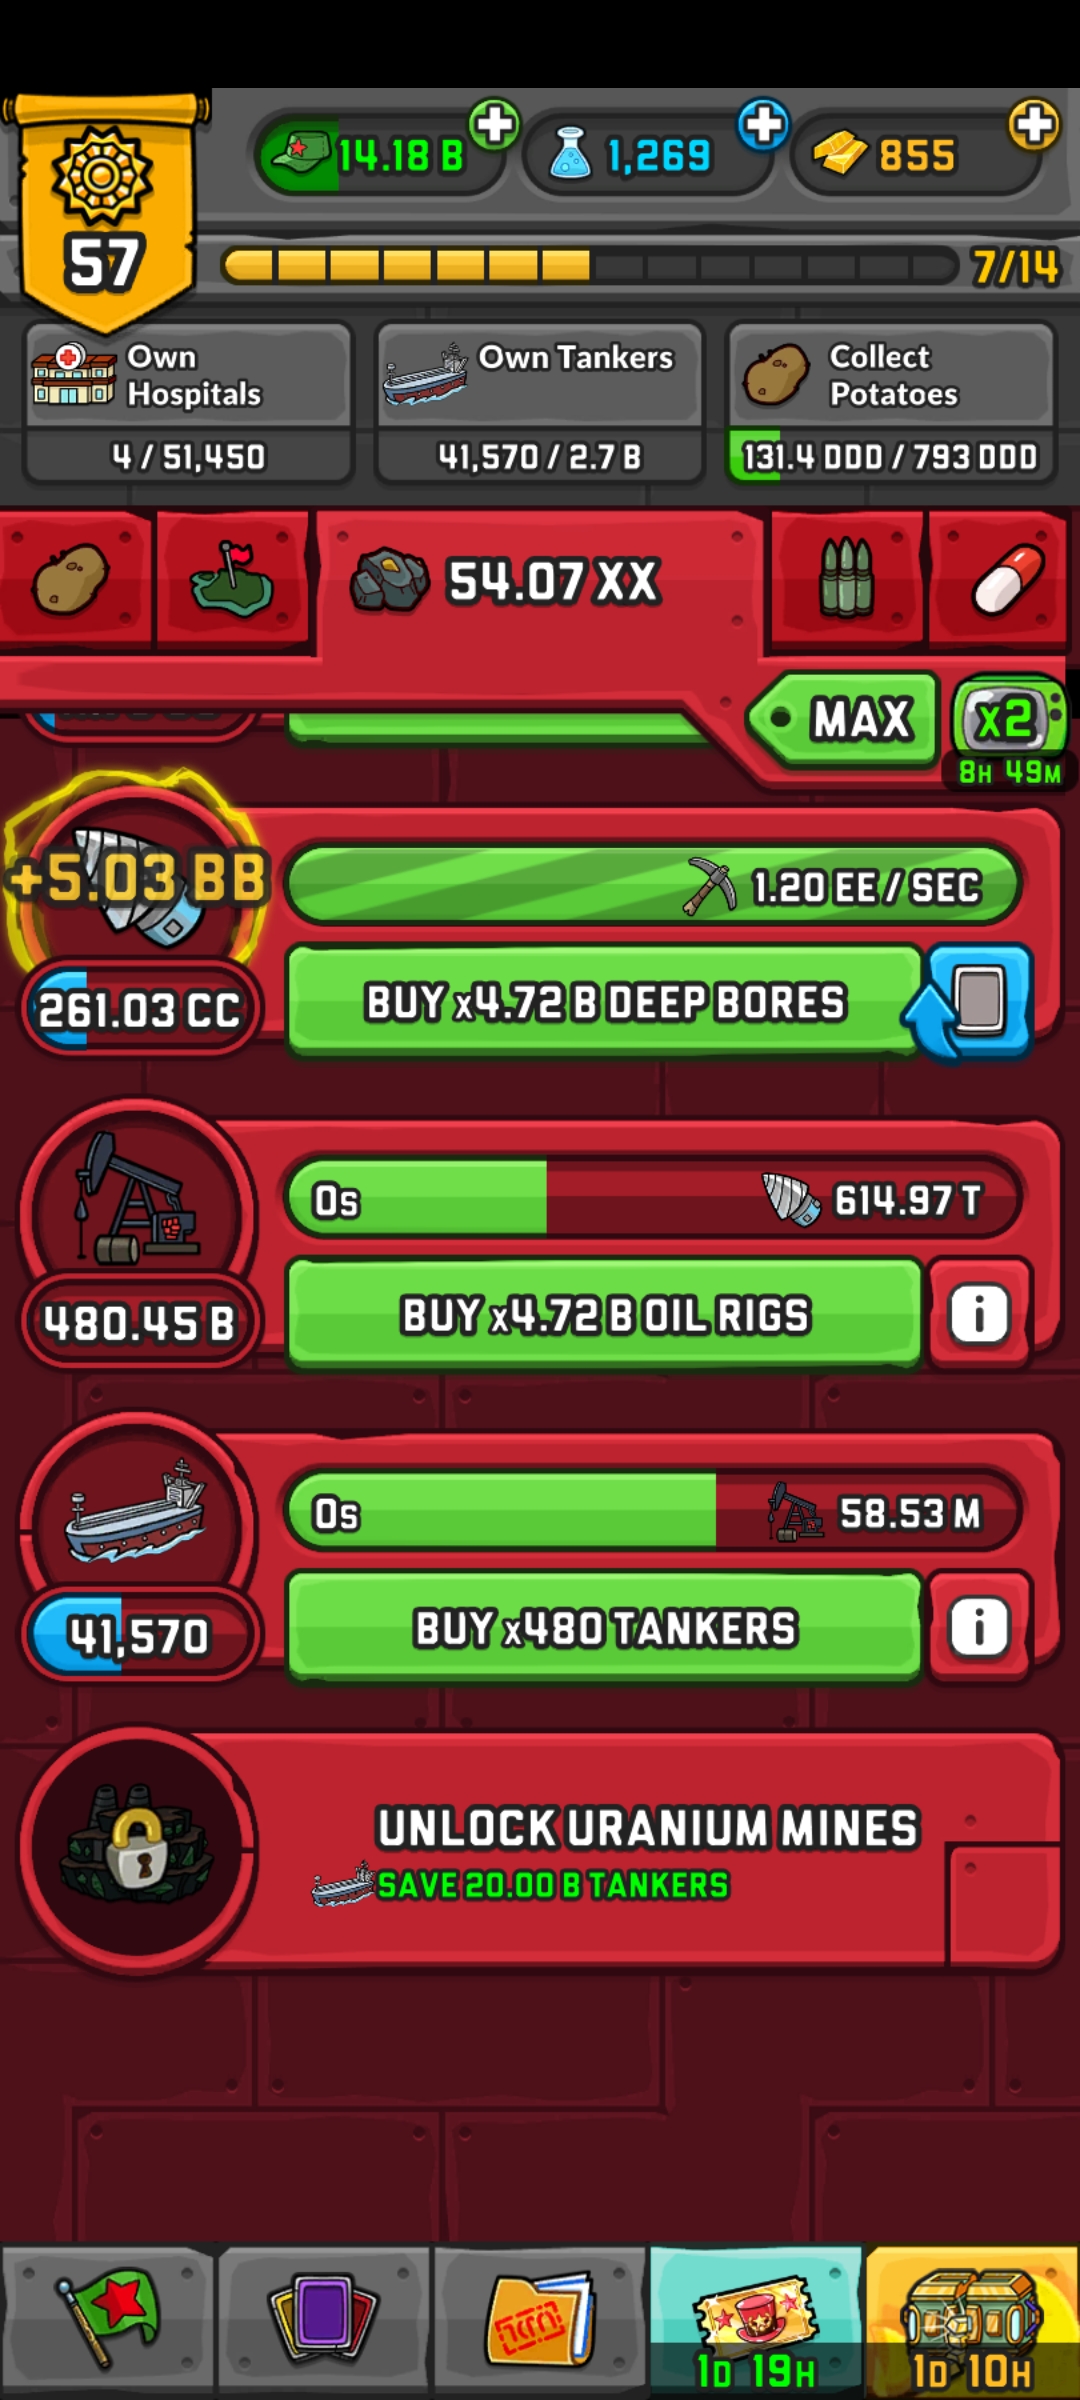 14.18 B
1,269
855
57
7/14
Own
Hospitals
4 / 51,450
Own Tankers
41,570 / 2.7 B
Collect
Potatoes
131.4 DDD / 793 DDD
54.07 XX
MAX
x2
8H 49M
+5.03 BB
1.20 EE / SEC
261.03 CC
BUY x4.72 B DEEP BORES
0s
614.97 T
480.45 B
BUY x4.72 B OIL RIGS
i
0s
58.53 M
41,570
BUY x480 TANKERS
i
UNLOCK URANIUM MINES
SAVE 20.00 B TANKERS
1D 19H
1D 10H